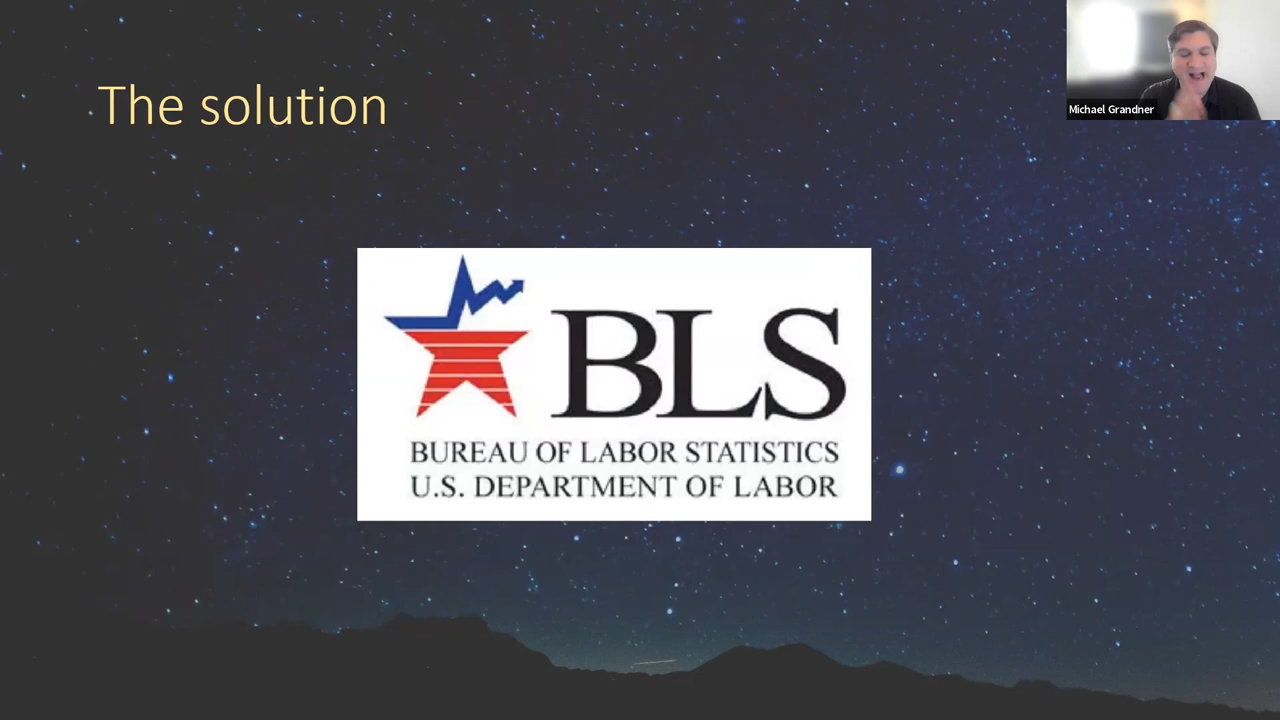 The solution
Michael Grandner
BLS
BUREAU OF LABOR STATISTICS
U.S. DEPARTMENT OF LABOR